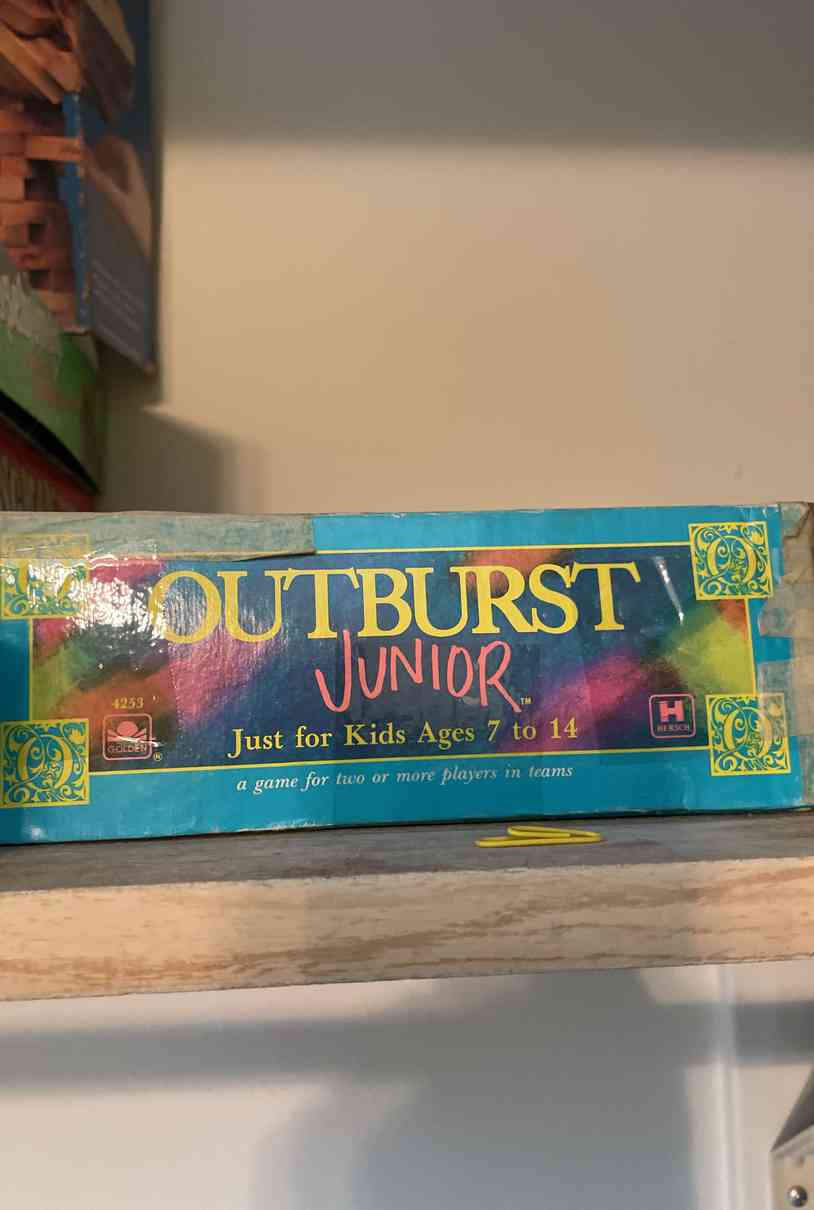 OUTBURST
JUNIOR™
4253
GOLDEN®
Just for Kids Ages 7 to 14
H
HERSCH
a game for two or more players in teams